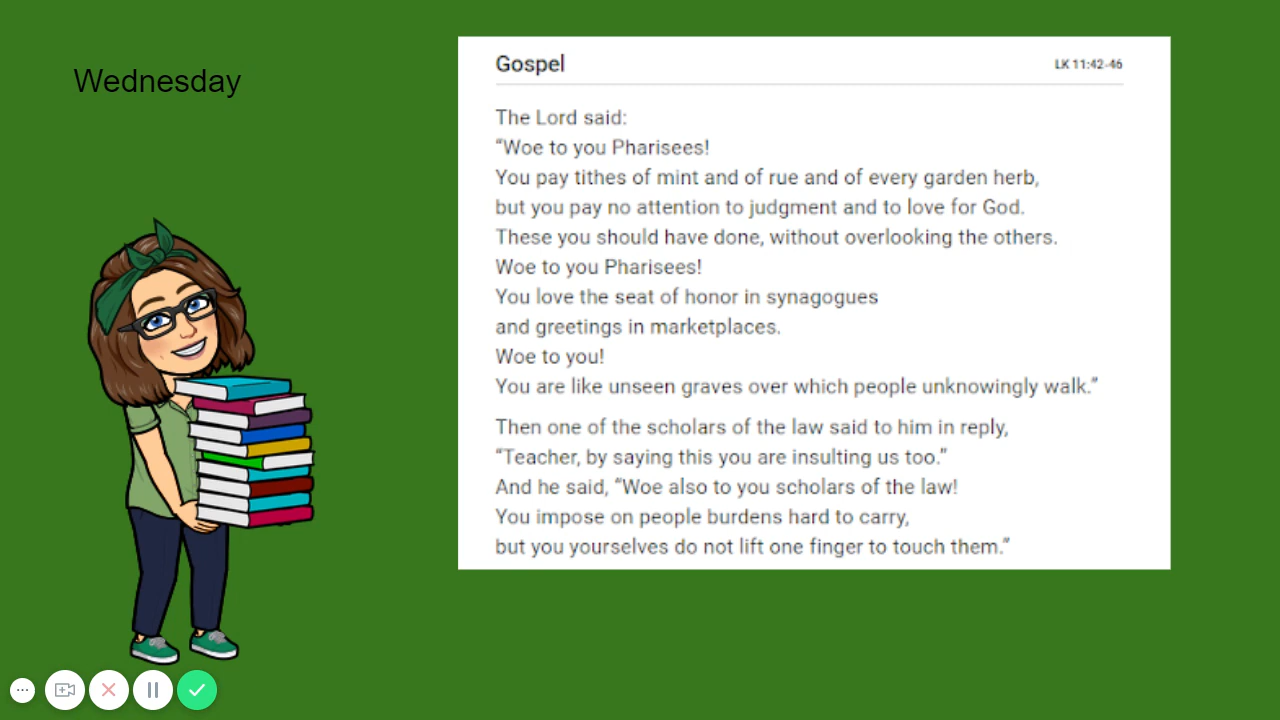 Wednesday
Gospel
LK 11:42-46
The Lord said:
“Woe to you Pharisees!
You pay tithes of mint and of rue and of every garden herb,
but you pay no attention to judgment and to love for God.
These you should have done, without overlooking the others.
Woe to you Pharisees!
You love the seat of honor in synagogues
and greetings in marketplaces.
Woe to you!
You are like unseen graves over which people unknowingly walk.”
Then one of the scholars of the law said to him in reply,
“Teacher, by saying this you are insulting us too.”
And he said, “Woe also to you scholars of the law!
You impose on people burdens hard to carry,
but you yourselves do not lift one finger to touch them.”